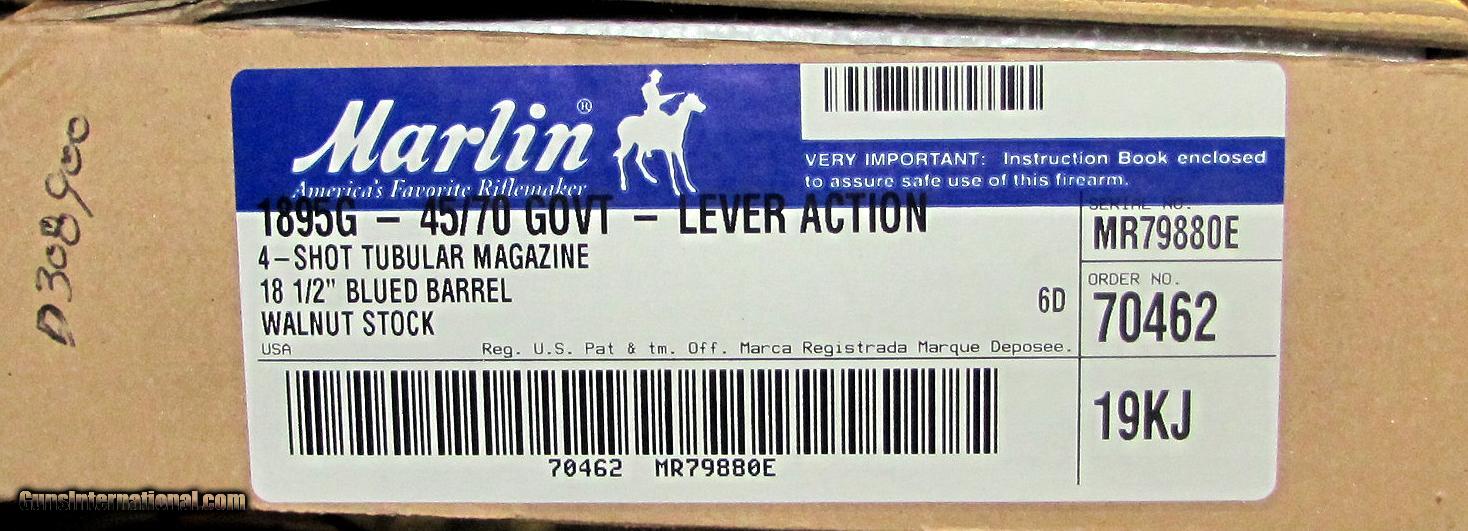 D308900
Marlin®
America's Favorite Riflemaker
VERY IMPORTANT: Instruction Book enclosed
to assure safe use of this firearm.
1895G – 45/70 GOVT – LEVER ACTION
4-SHOT TUBULAR MAGAZINE
18 1/2" BLUED BARREL
WALNUT STOCK
6D
SERIAL NO.
MR79880E
ORDER NO.
70462
USA
Reg. U.S. Pat & tm. Off. Marca Registrada Marque Deposee.
19KJ
70462 MR79880E
GunsInternational.com